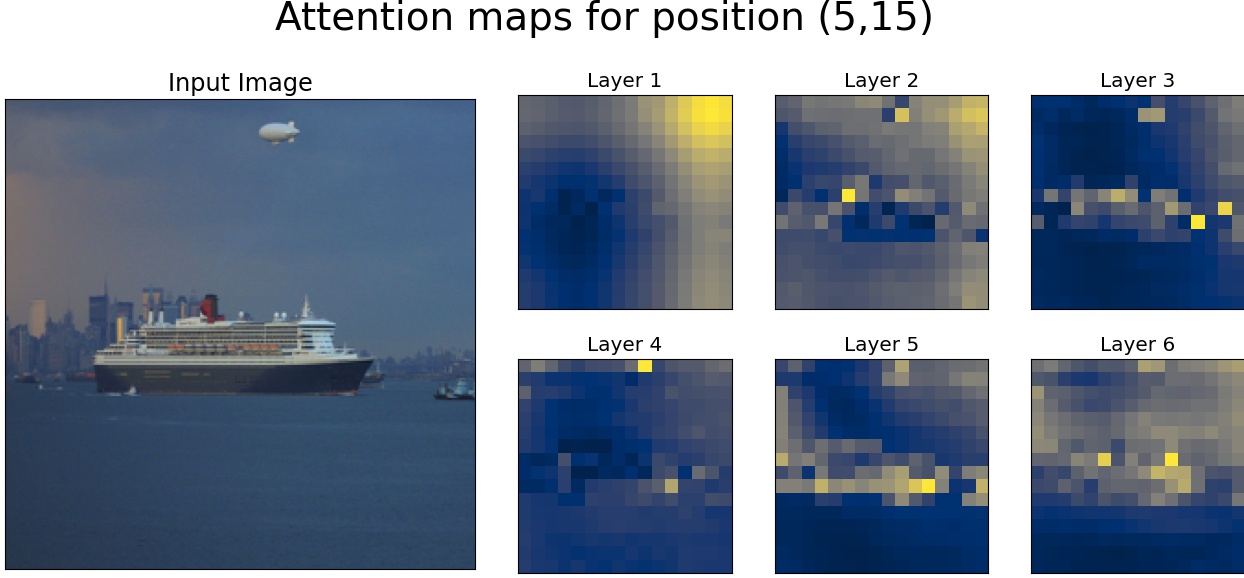 Attention maps for position (5,15)
Input Image
Layer 1
Layer 2
Layer 3
Layer 4
Layer 5
Layer 6